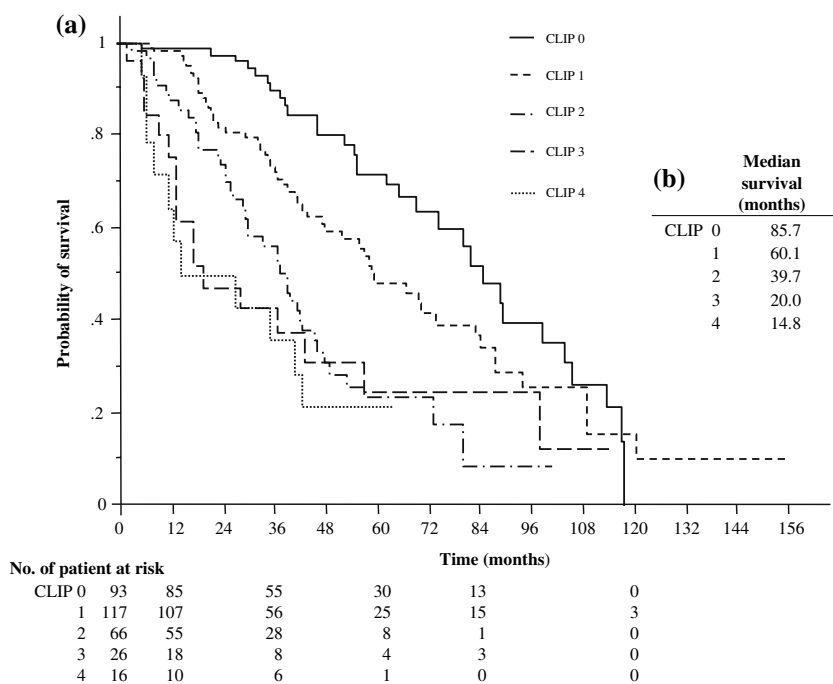 (a)
1
.8
.6
.4
.2
0
Probability of survival
CLIP 0
CLIP 1
CLIP 2
CLIP 3
CLIP 4
(b)
Median
survival
(months)
CLIP 0 85.7
1 60.1
2 39.7
3 20.0
4 14.8
0 12 24 36 48 60 72 84 96 108 120 132 144 156
Time (months)
No. of patient at risk
CLIP 0 93 85 55 30 13 0
1 117 107 56 25 15 3
2 66 55 28 8 1 0
3 26 18 8 4 3 0
4 16 10 6 1 0 0